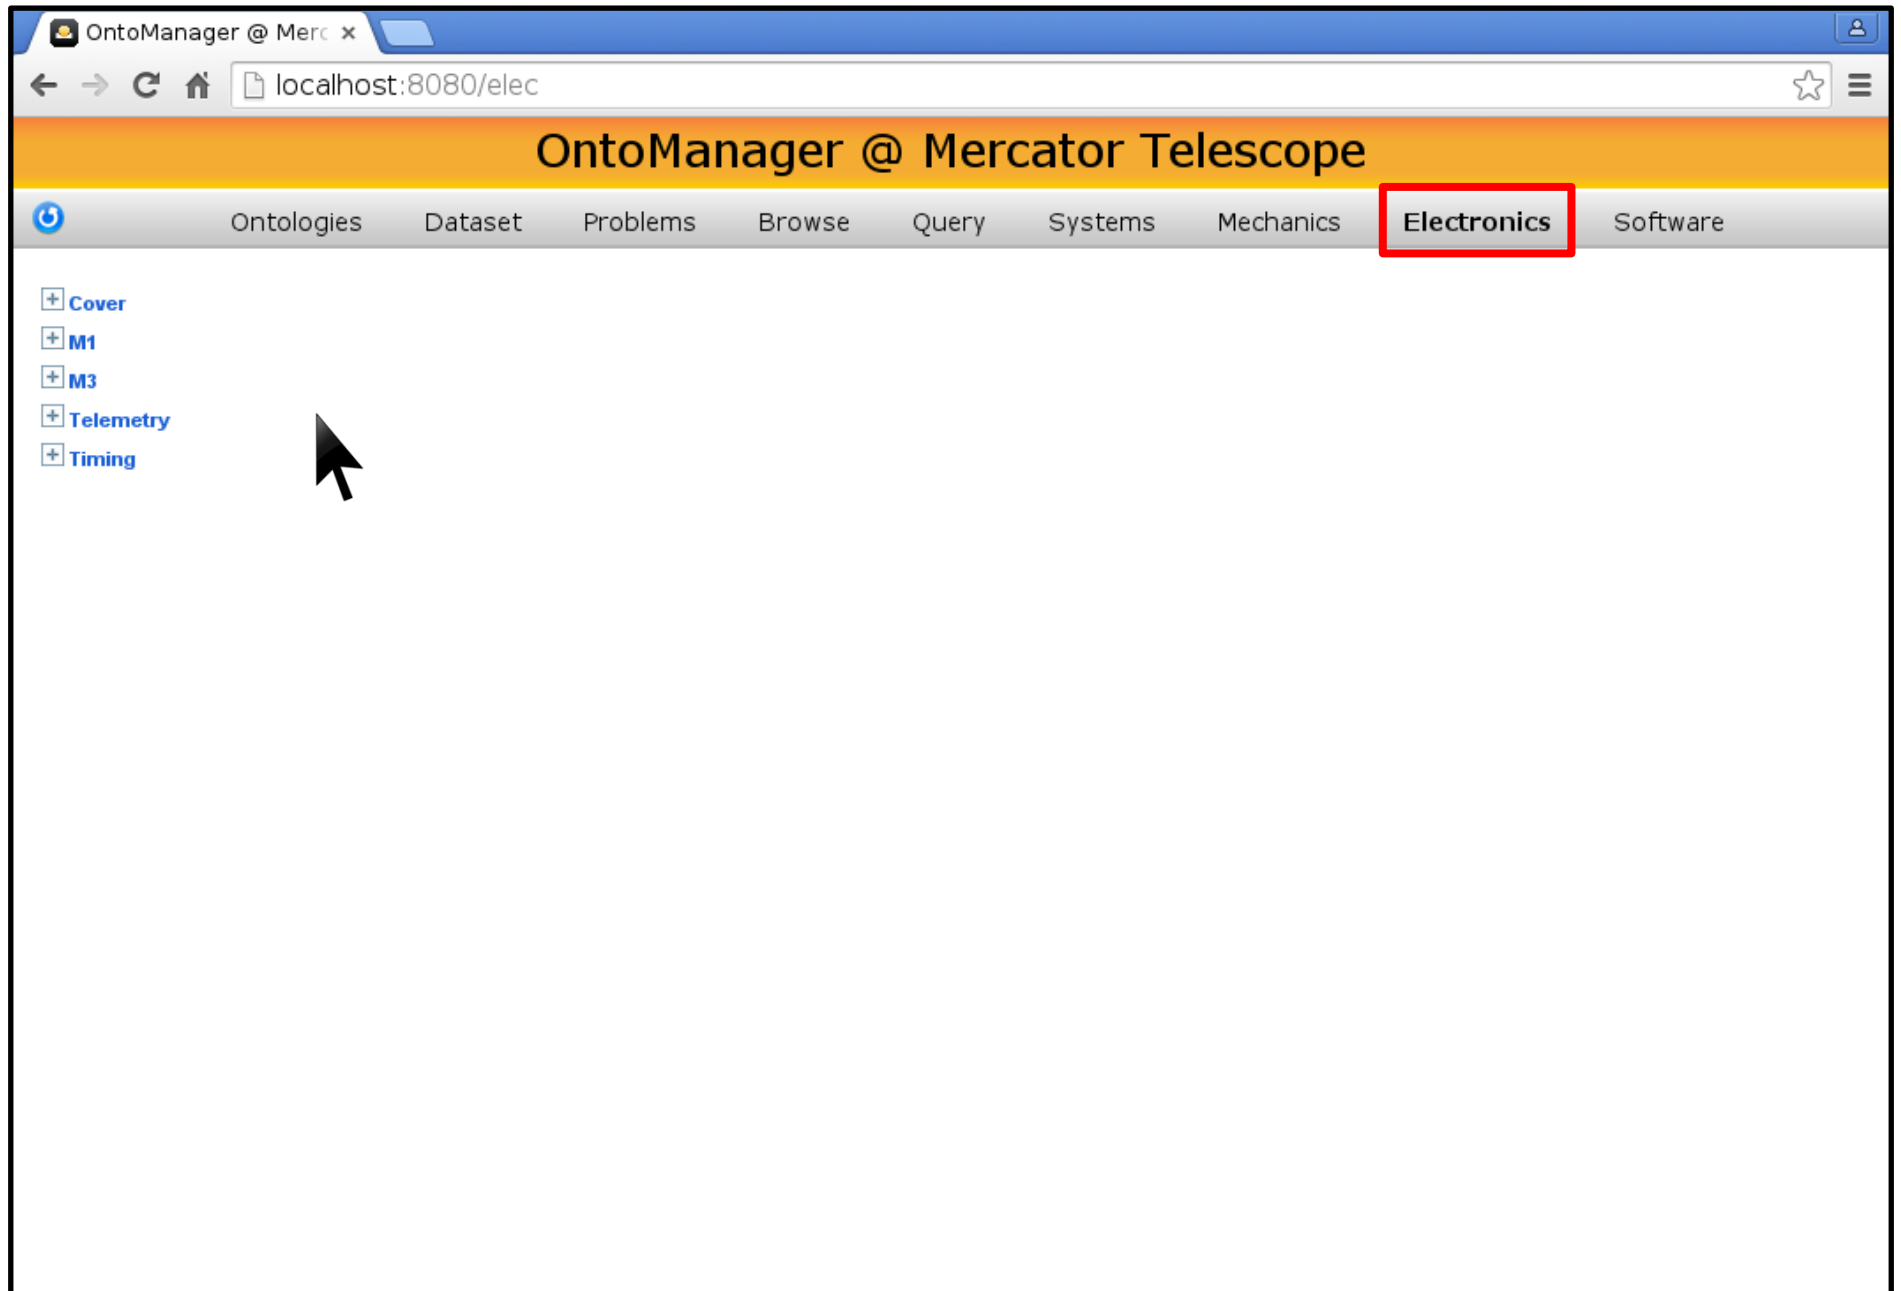 OntoManager @ Merc
localhost:8080/elec
OntoManager @ Mercator Telescope
Ontologies Dataset Problems Browse Query Systems Mechanics Electronics Software
Cover
M1
M3
Telemetry
Timing